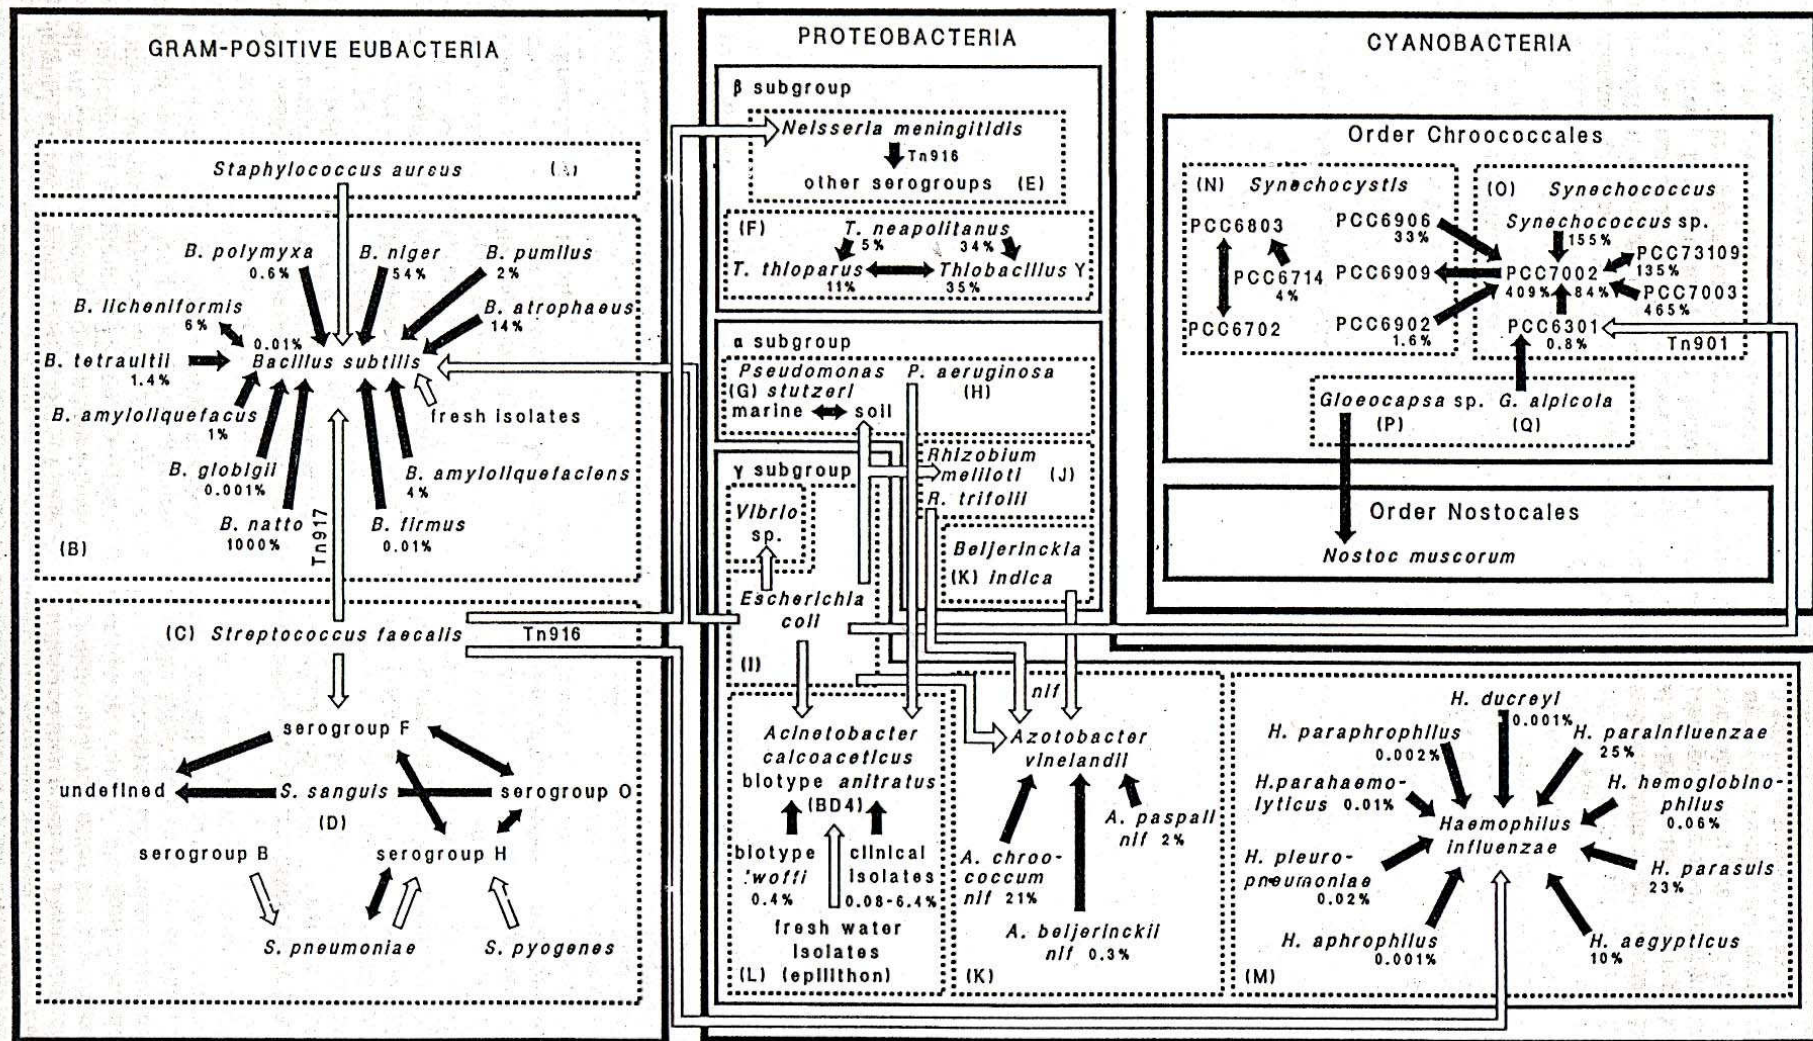 GRAM-POSITIVE EUBACTERIA
Staphylococcus aureus
B. polymyxa
0.6%
B. niger
54%
B. pumilus
2%
B. licheniformis
6%
B. atrophaeus
14%
0.01%
B. tetraultii
1.4%
Bacillus subtilis
B. amyloliquefacus
1%
fresh isolates
B. globigii
0.001%
B. amyloliquefaciens
4%
B. natto
1000%
B. firmus
0.01%
(B)
Tn917
(C) Streptococcus faecalis
Tn916
serogroup F
undefined
S. sanguis
serogroup O
(D)
serogroup B
serogroup H
S. pneumoniae
S. pyogenes
PROTEOBACTERIA
β subgroup
Neisseria meningitidis
Tn916
other serogroups (E)
(F)
T. neapolitanus
5%
34%
T. thioparus
11%
Thiobacillus Y
35%
α subgroup
Pseudomonas
(G) stutzeri
marine
soil
P. aeruginosa
(H)
γ subgroup
Rhizobium
meliloti (J)
R. trifolii
Vibrio
sp.
Beijerinckia
(K) indica
Escherichia
coli
(I)
Acinetobacter
calcoaceticus
biotype anitratus
(BD4)
biotype
lwoffi
0.4%
clinical
isolates
0.08-6.4%
fresh water
isolates
(L) (epilithon)
nif
Azotobacter
vinelandii
A. paspali
nif 2%
A. chroo-
coccum
nif 21%
A. beijerinckii
nif 0.3%
(K)
H. ducreyi
0.001%
H. paraphrophilus
0.002%
H. parainfluenzae
25%
H.parahaemo-
lyticus 0.01%
H. hemoglobino-
philus
0.06%
Haemophilus
influenzae
H. pleuro-
pneumoniae
0.02%
H. parasuis
23%
H. aphrophilus
0.001%
H. aegypticus
10%
(M)
CYANOBACTERIA
Order Chroococcales
(N) Synechocystis
PCC6803
PCC6906
33%
PCC6714
4%
PCC6909
PCC6702
PCC6902
1.6%
(O) Synechococcus
Synechococcus sp.
155%
PCC73109
135%
PCC7002
409% 84%
PCC7003
465%
PCC6301
0.8%
Tn901
Gloeocapsa sp.
(P)
G. alpicola
(Q)
Order Nostocales
Nostoc muscorum